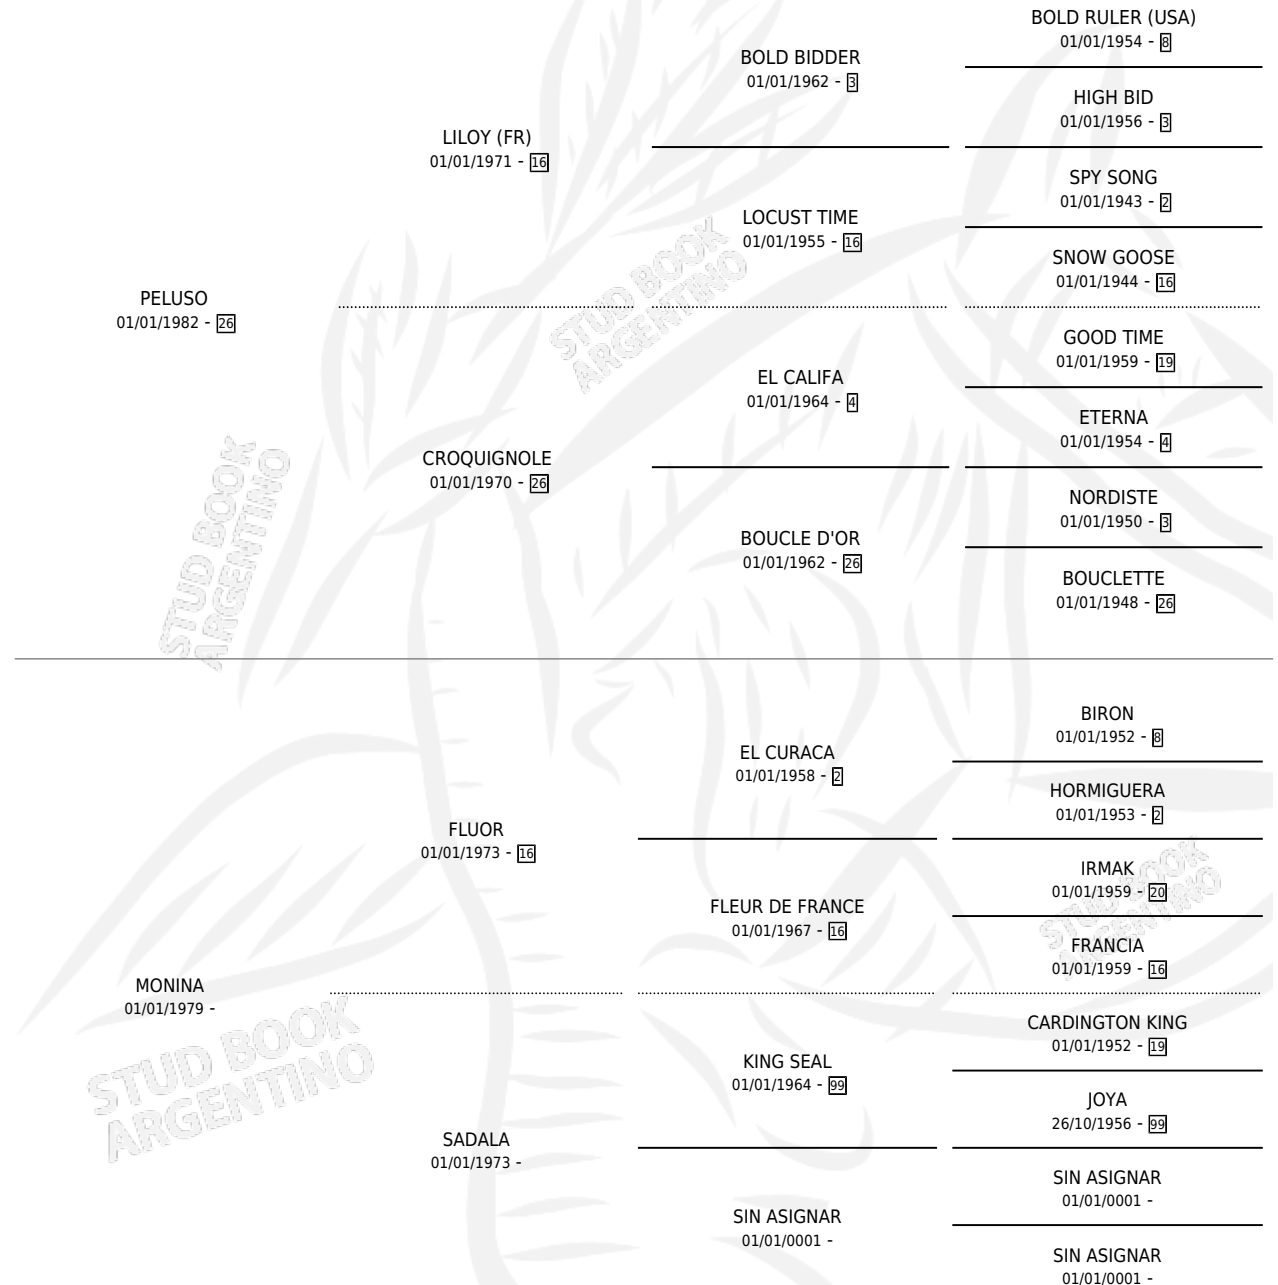 BOLD RULER (USA)
01/01/1954 - 8
BOLD BIDDER
01/01/1962 - 3
HIGH BID
01/01/1956 - 3
LILOY (FR)
01/01/1971 - 16
SPY SONG
01/01/1943 - 2
LOCUST TIME
01/01/1955 - 16
SNOW GOOSE
01/01/1944 - 16
PELUSO
01/01/1982 - 26
GOOD TIME
01/01/1959 - 19
EL CALIFA
01/01/1964 - 4
ETERNA
01/01/1954 - 4
CROQUIGNOLE
01/01/1970 - 26
NORDISTE
01/01/1950 - 3
BOUCLE D'OR
01/01/1962 - 26
BOUCLETTE
01/01/1948 - 26
BIRON
01/01/1952 - 8
EL CURACA
01/01/1958 - 2
HORMIGUERA
01/01/1953 - 2
FLUOR
01/01/1973 - 16
IRMAK
01/01/1959 - 20
FLEUR DE FRANCE
01/01/1967 - 16
FRANCIA
01/01/1959 - 16
MONINA
01/01/1979 -
CARDINGTON KING
01/01/1952 - 19
KING SEAL
01/01/1964 - 99
JOYA
26/10/1956 - 99
SADALA
01/01/1973 -
SIN ASIGNAR
01/01/0001 -
SIN ASIGNAR
01/01/0001 -
SIN ASIGNAR
01/01/0001 -
STUD BOOK
ARGENTINO
STUD BOOK
ARGENTINO
STUD BOOK
ARGENTINO
STUD BOOK
ARGENTINO